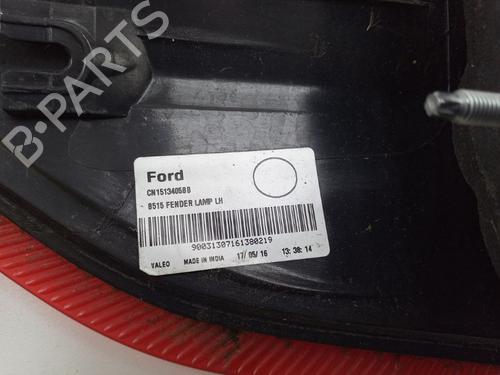 B-PARTS
Ford
CN1513405BB
B515 FENDER LAMP LH
90031307161380219
VALEO MADE IN INDIA 17/05/16 13:38:14